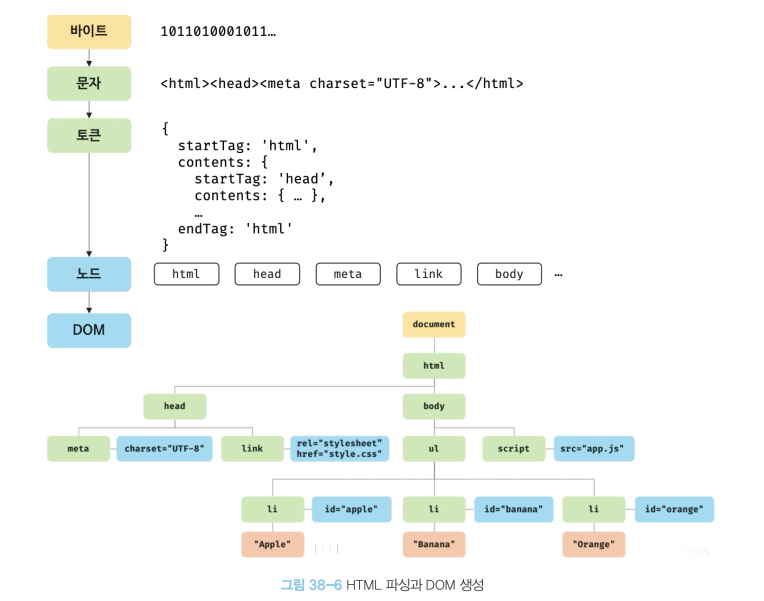 바이트 1011010001011…
문자 <html><head><meta charset="UTF-8">...</html>
토큰 {
startTag: 'html',
contents: {
startTag: 'head’,
contents: { … },
…
endTag: 'html'
}
노드 html head meta link body …
DOM
document
html
head body
meta charset="UTF-8" link rel="stylesheet" ul script src="app.js"
href="style.css"
li id="apple" li id="banana" li id="orange"
"Apple" "Banana" "Orange"
그림 38-6 HTML 파싱과 DOM 생성